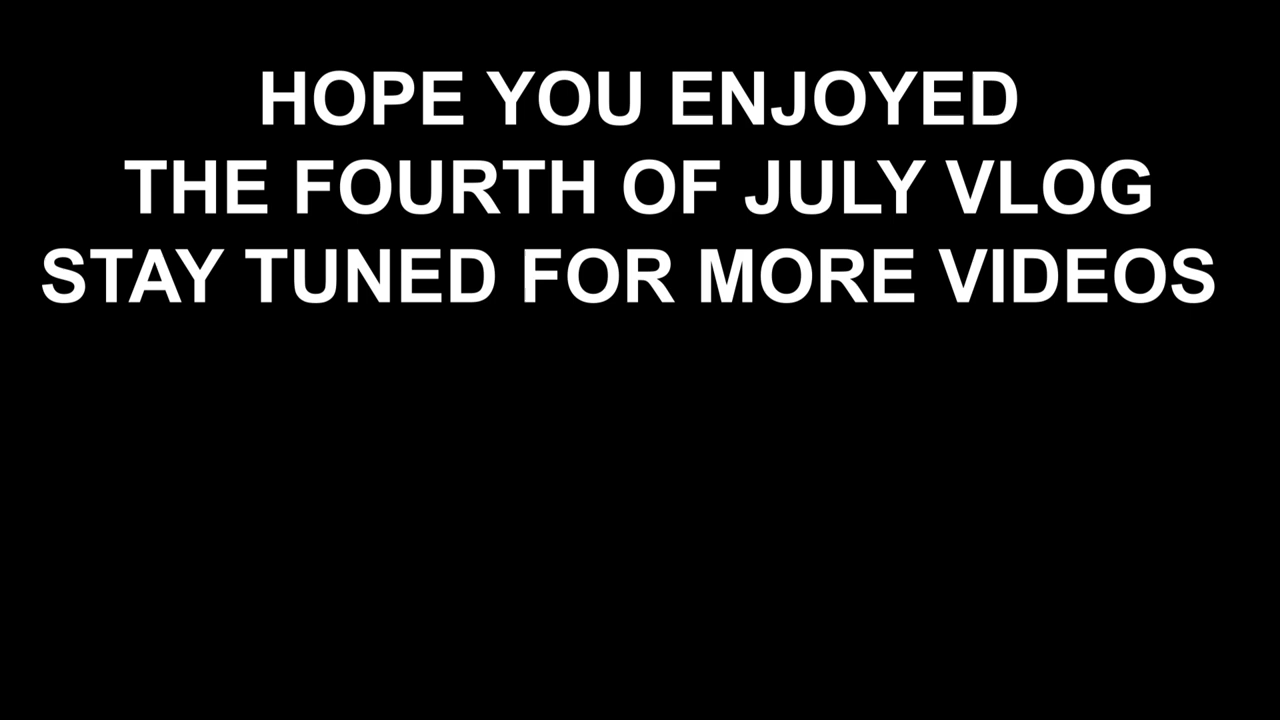 HOPE YOU ENJOYED
THE FOURTH OF JULY VLOG
STAY TUNED FOR MORE VIDEOS